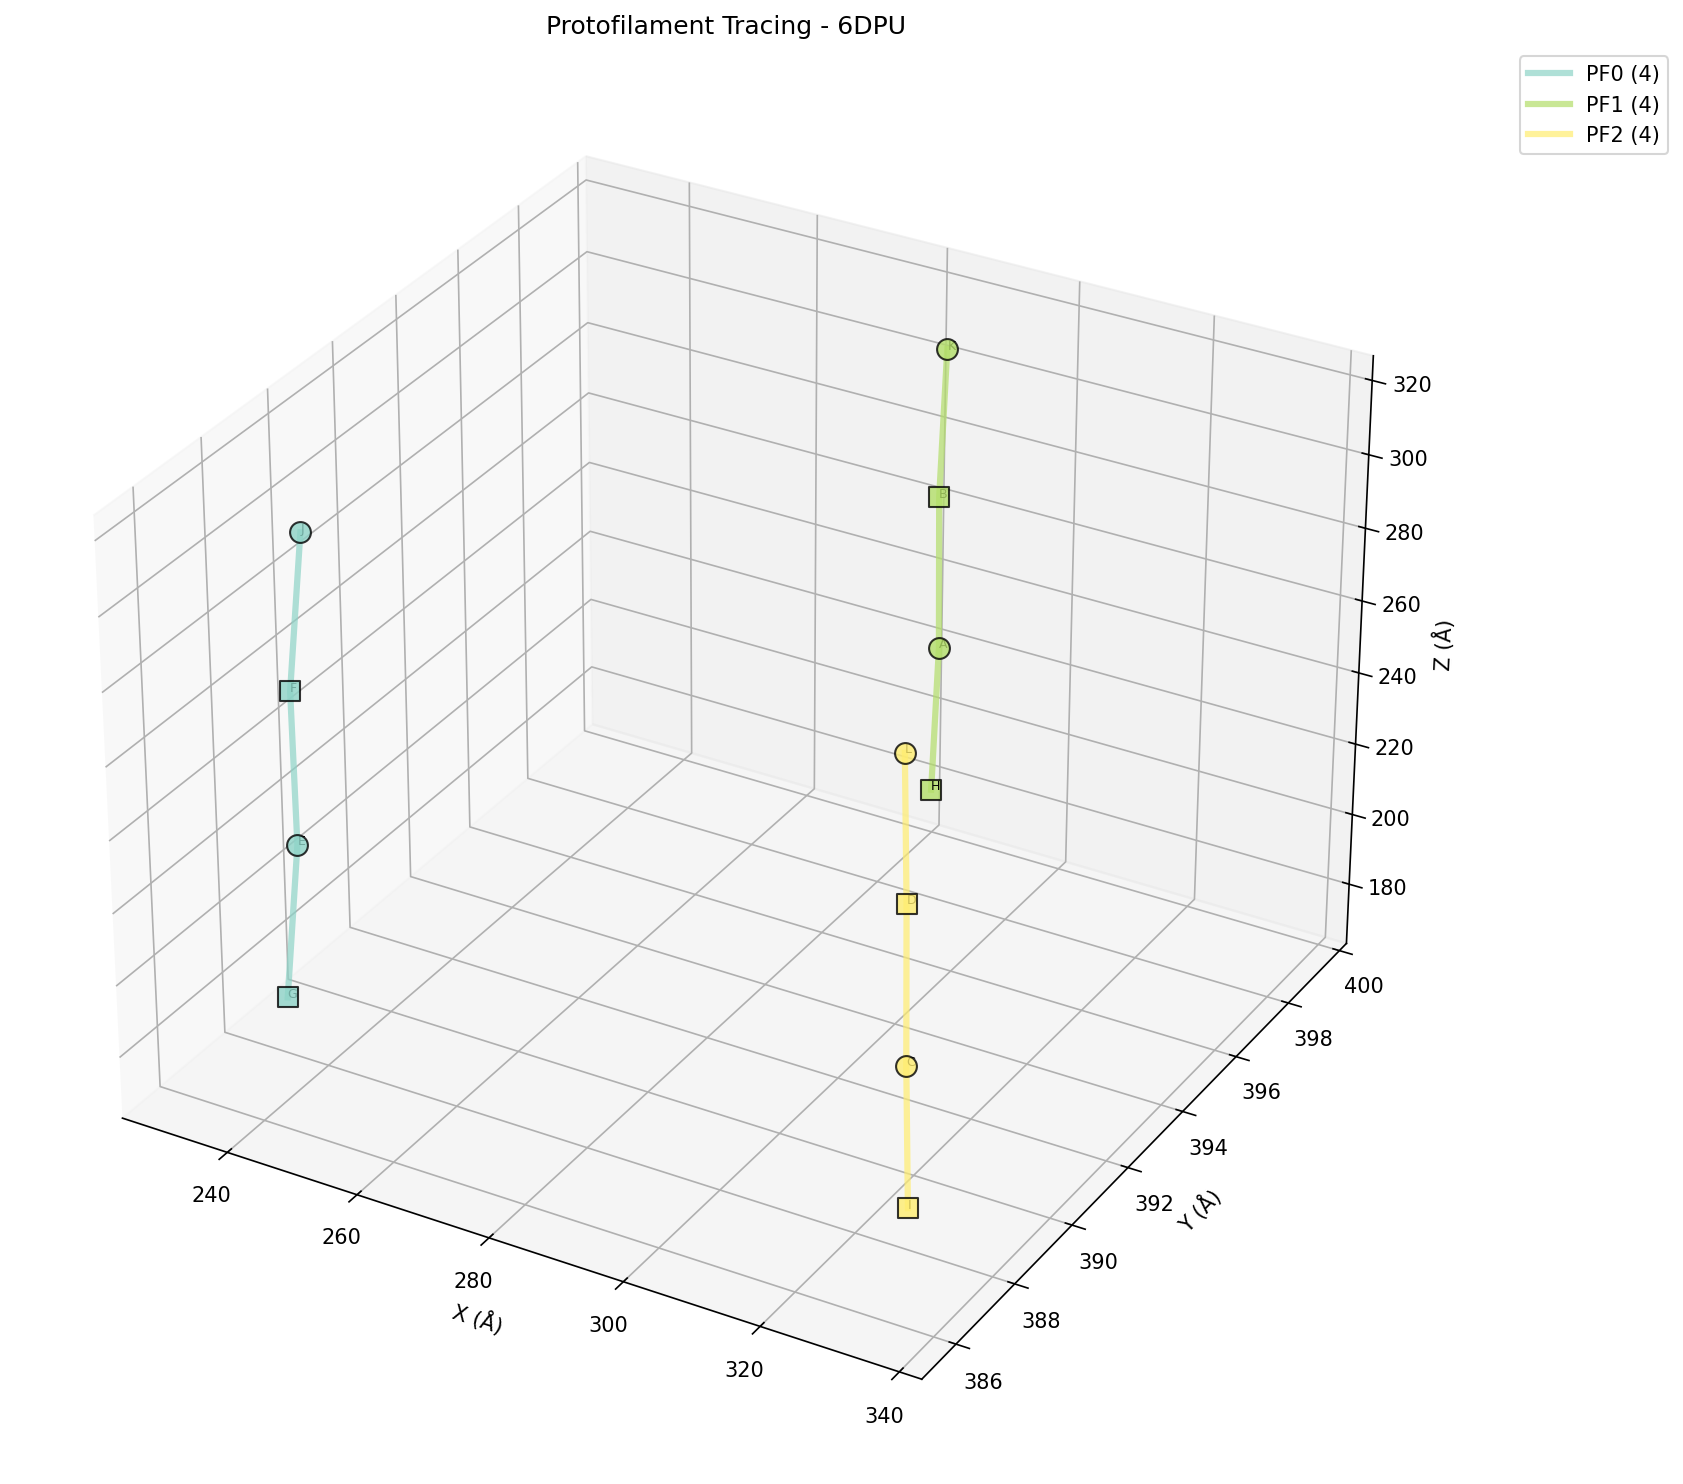 Protofilament Tracing - 6DPU
PF0 (4)
PF1 (4)
PF2 (4)
K
B
A
H
J
F
E
G
L
D
C
I
320
300
280
260
240
220
200
180
Z (Å)
400
398
396
394
392
390
388
386
Y (Å)
240
260
280
300
320
340
X (Å)